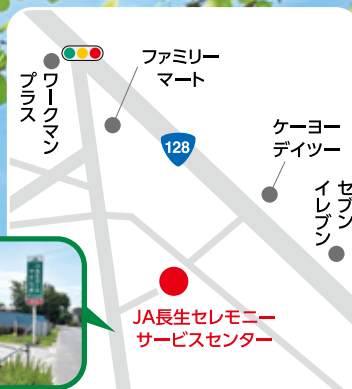 ファミリー
マート
ワークマン
プラス
128
ケーヨー
デイツー
セブン
イレブン
JA長生セレモニー
サービスセンター